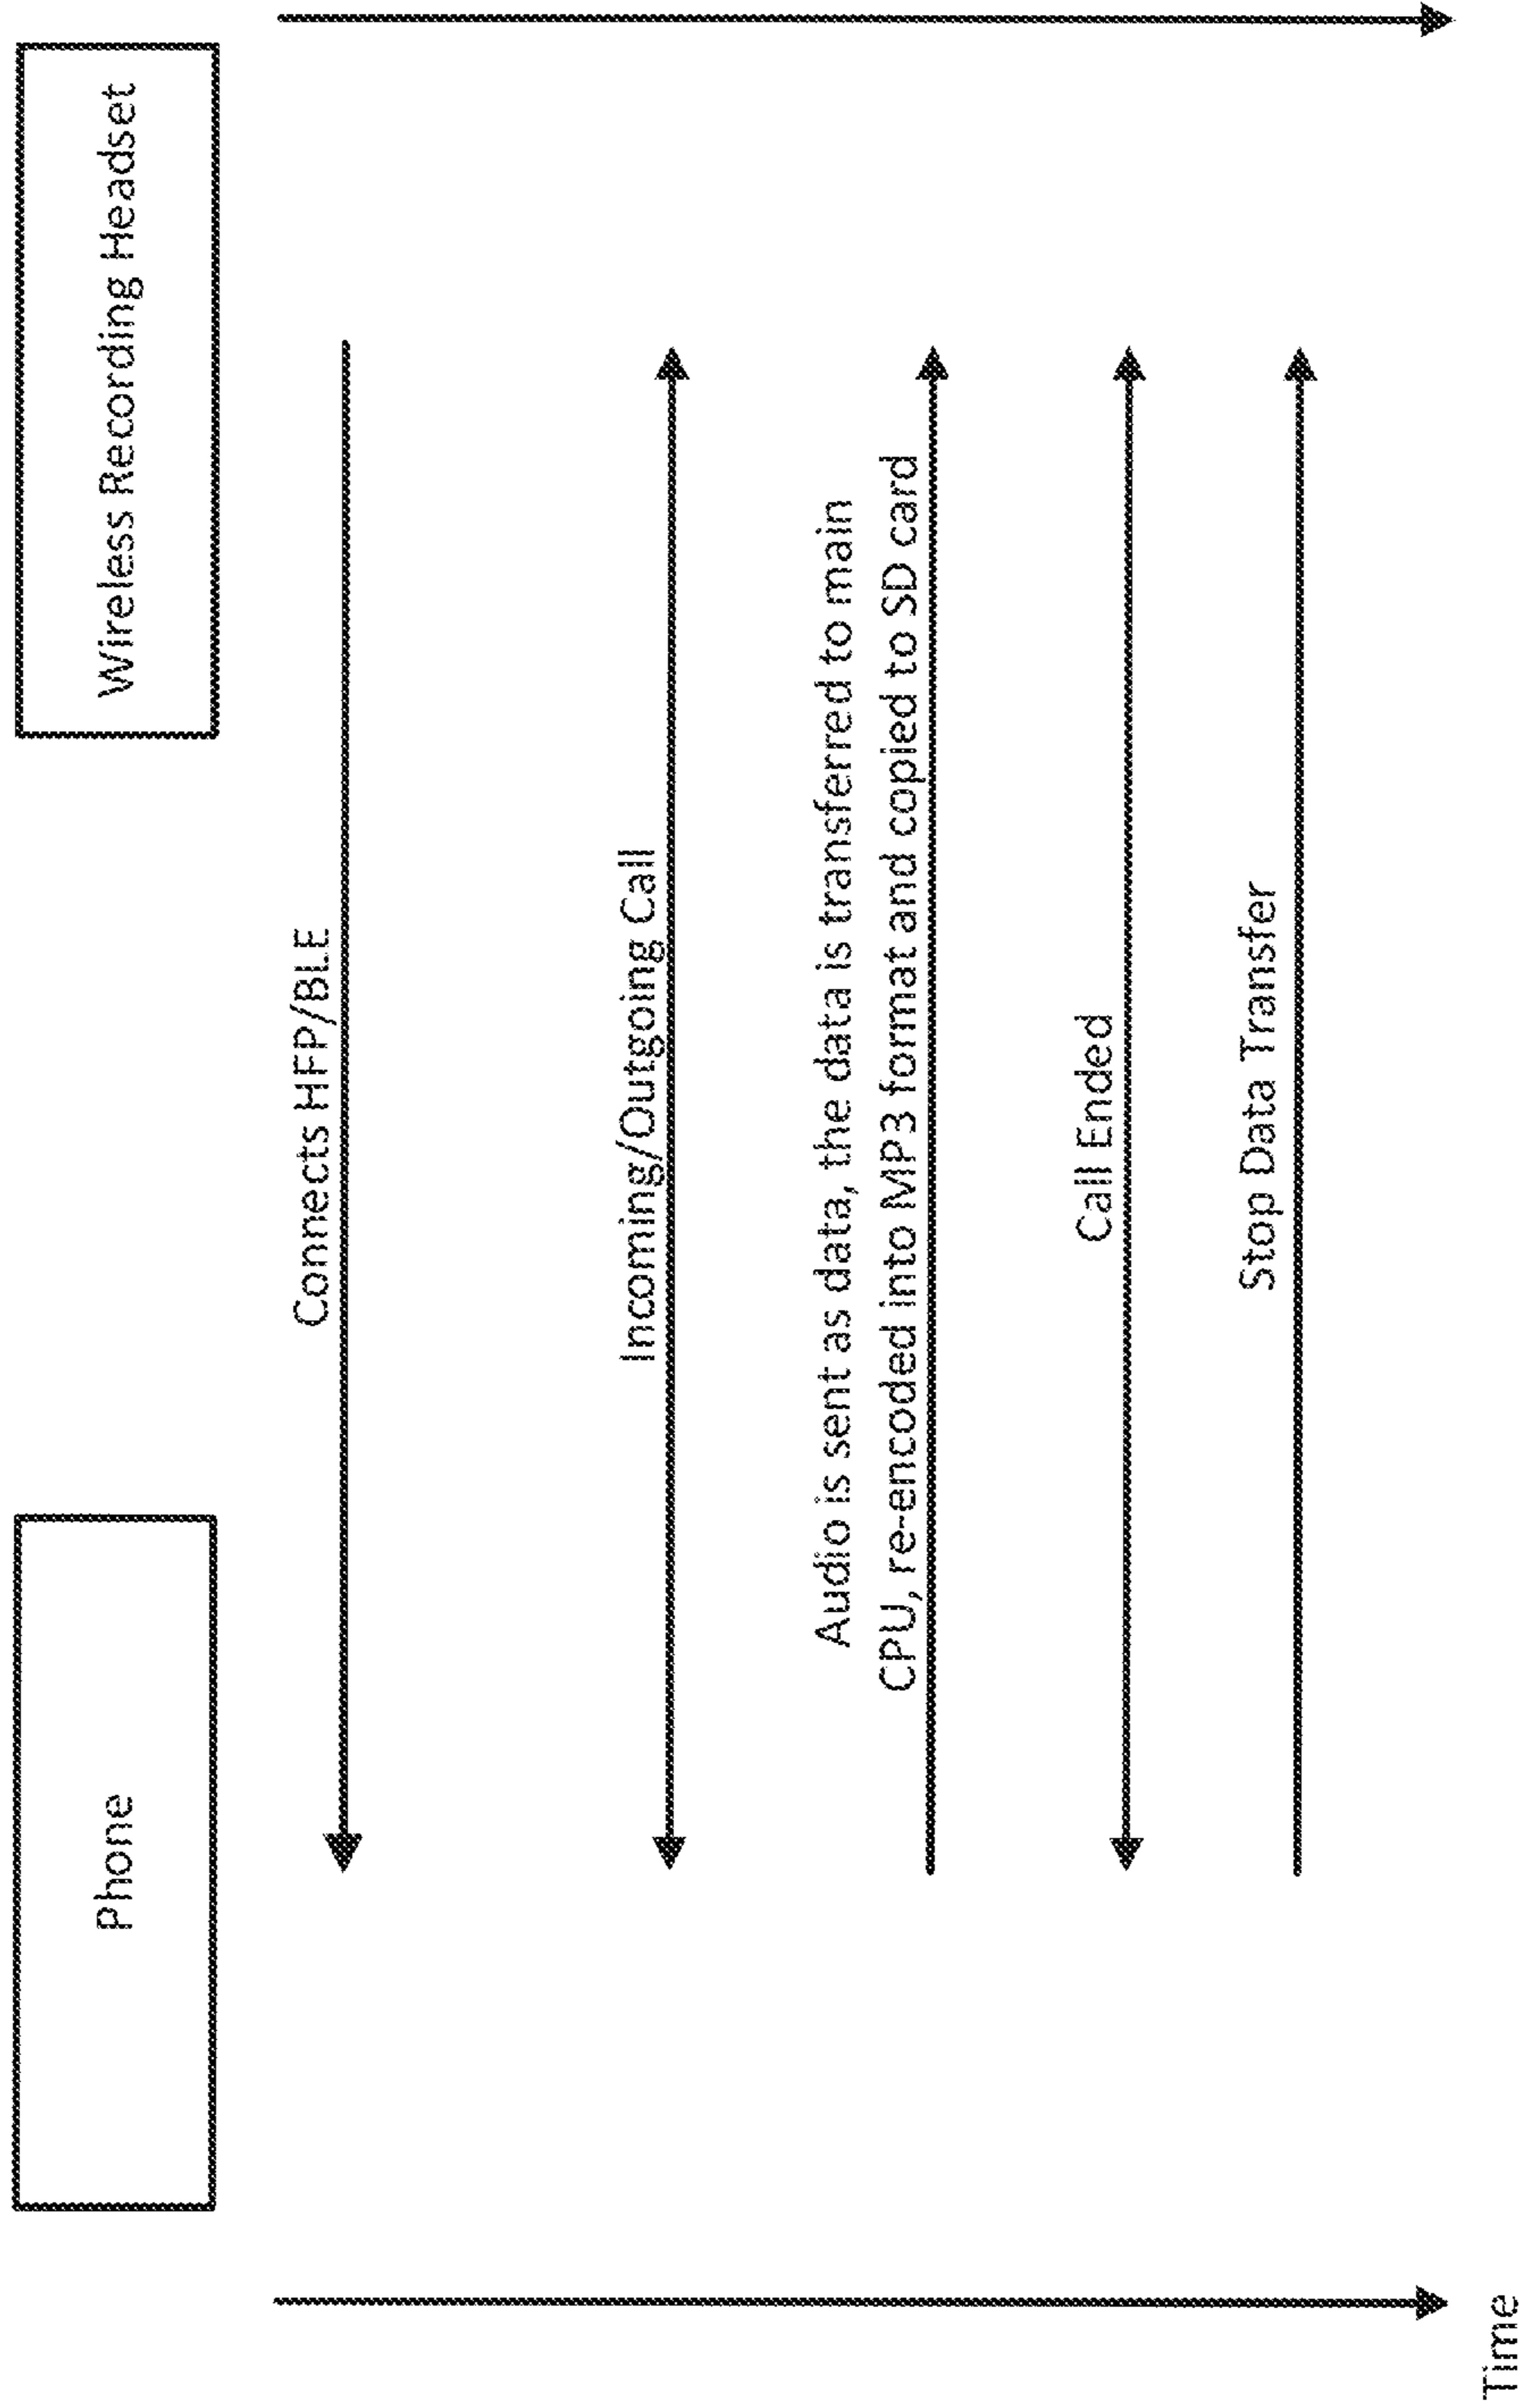 Phone
Wireless Recording Headset
Connects HFP/BLE
Incoming/Outgoing Call
Audio is sent as data, the data is transferred to main
CPU, re-encoded into MP3 format and copied to SD card
Call Ended
Stop Data Transfer
Time